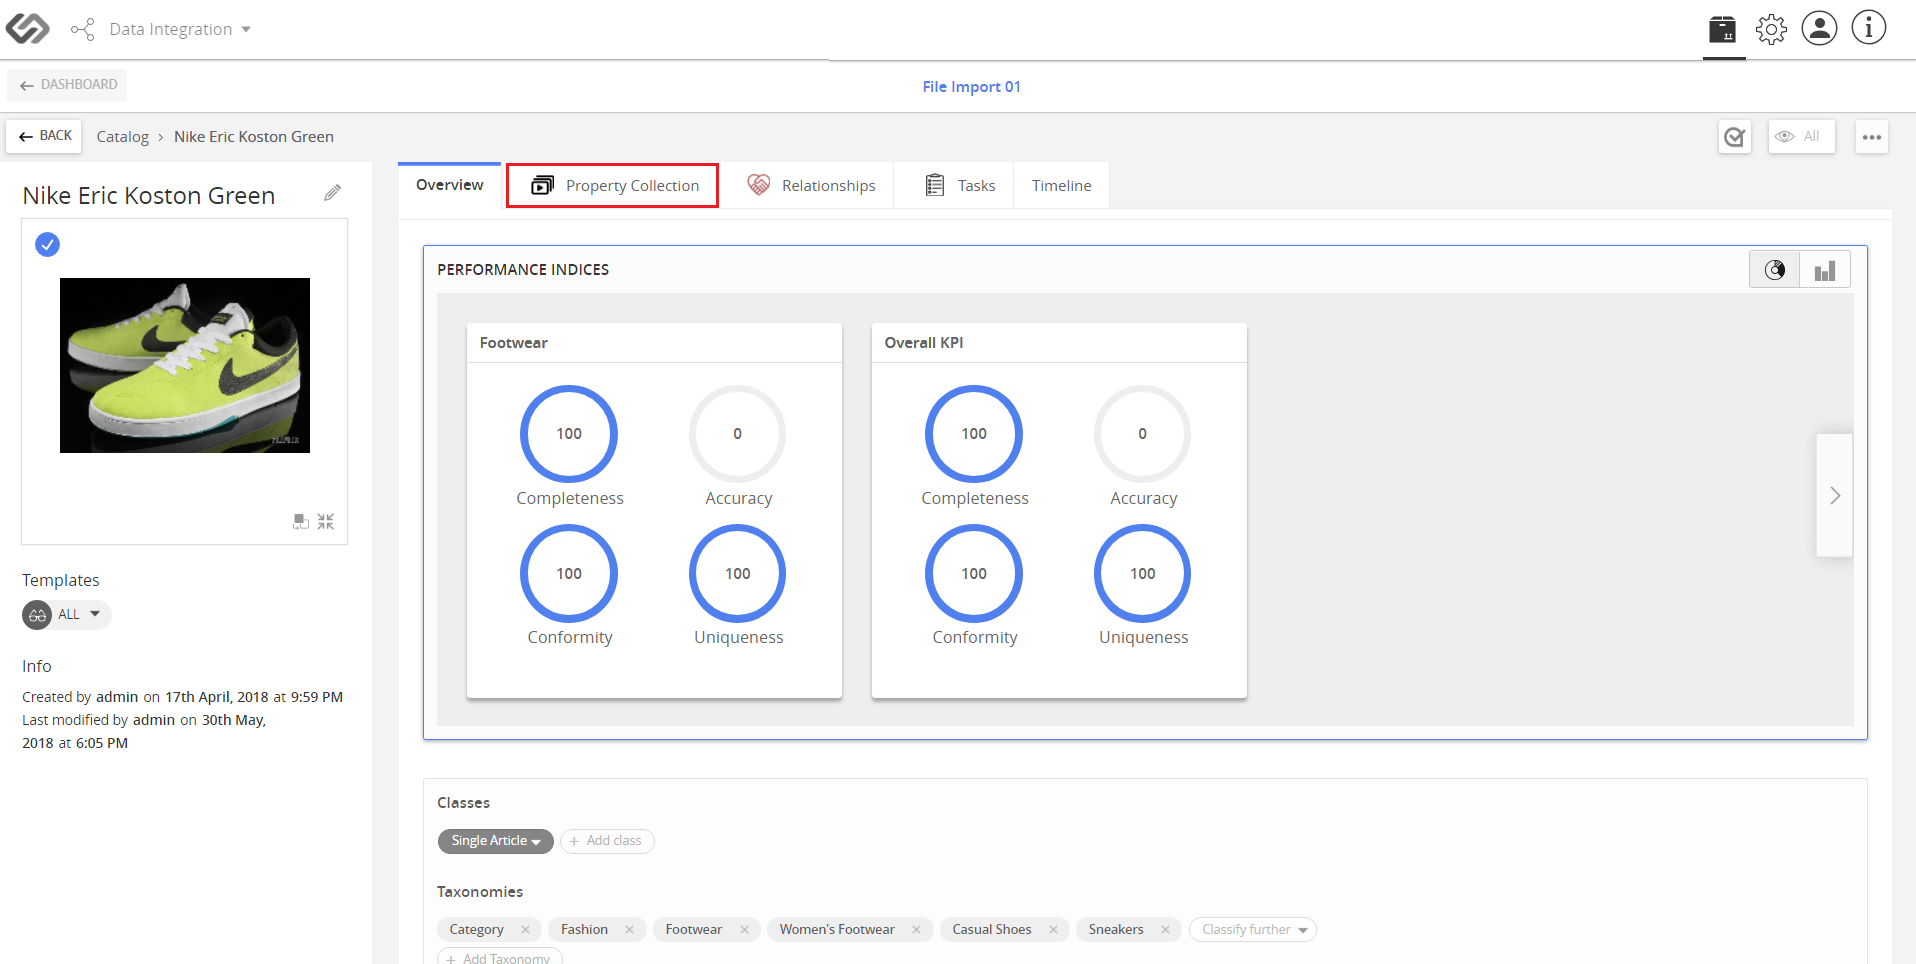 Data Integration
DASHBOARD
File Import 01
BACK
Catalog › Nike Eric Koston Green
All
Nike Eric Koston Green
Overview
Property Collection
Relationships
Tasks
Timeline
PERFORMANCE INDICES
Footwear
100
Completeness
0
Accuracy
100
Conformity
100
Uniqueness
Overall KPI
100
Completeness
0
Accuracy
100
Conformity
100
Uniqueness
Templates
ALL
Info
Created by admin on 17th April, 2018 at 9:59 PM
Last modified by admin on 30th May,
2018 at 6:05 PM
Classes
Single Article
+ Add class
Taxonomies
Category × Fashion × Footwear × Women's Footwear × Casual Shoes × Sneakers × Classify further
+ Add Taxonomy